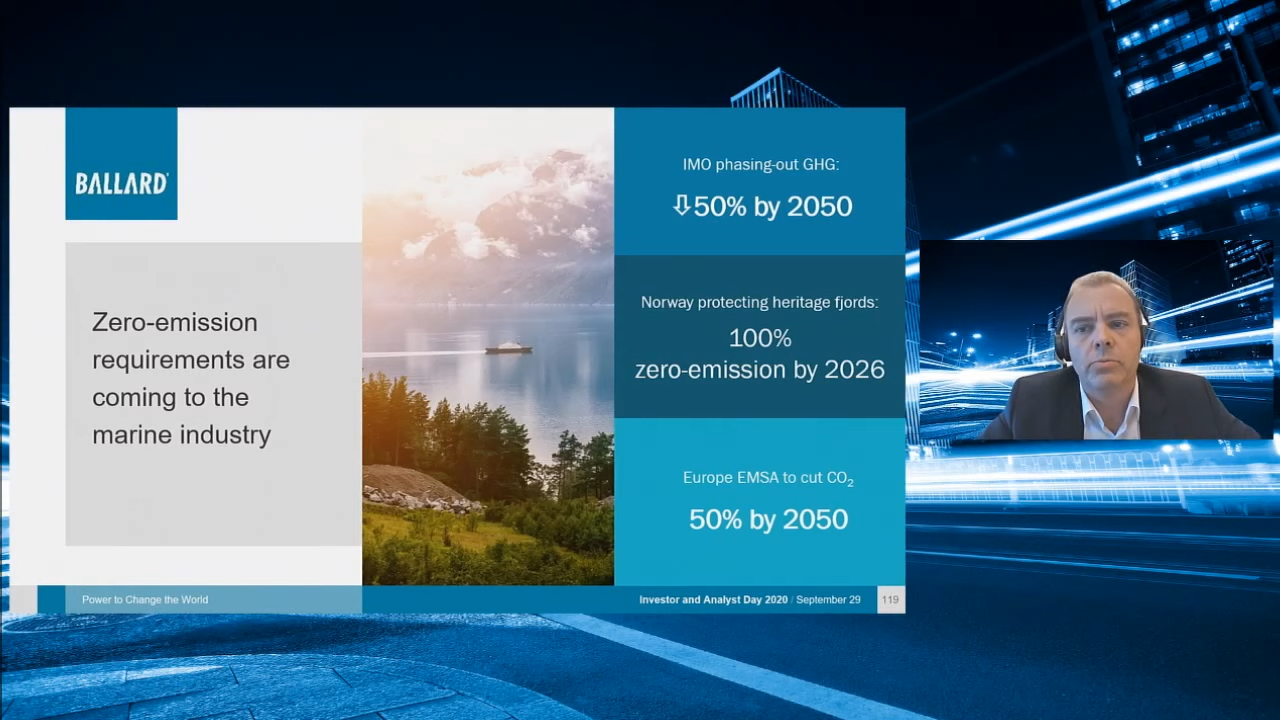 BALLARD
Zero-emission
requirements are
coming to the
marine industry
IMO phasing-out GHG:
⇩50% by 2050
Norway protecting heritage fjords:
100%
zero-emission by 2026
Europe EMSA to cut CO₂
50% by 2050
Power to Change the World
Investor and Analyst Day 2020 / September 29
119